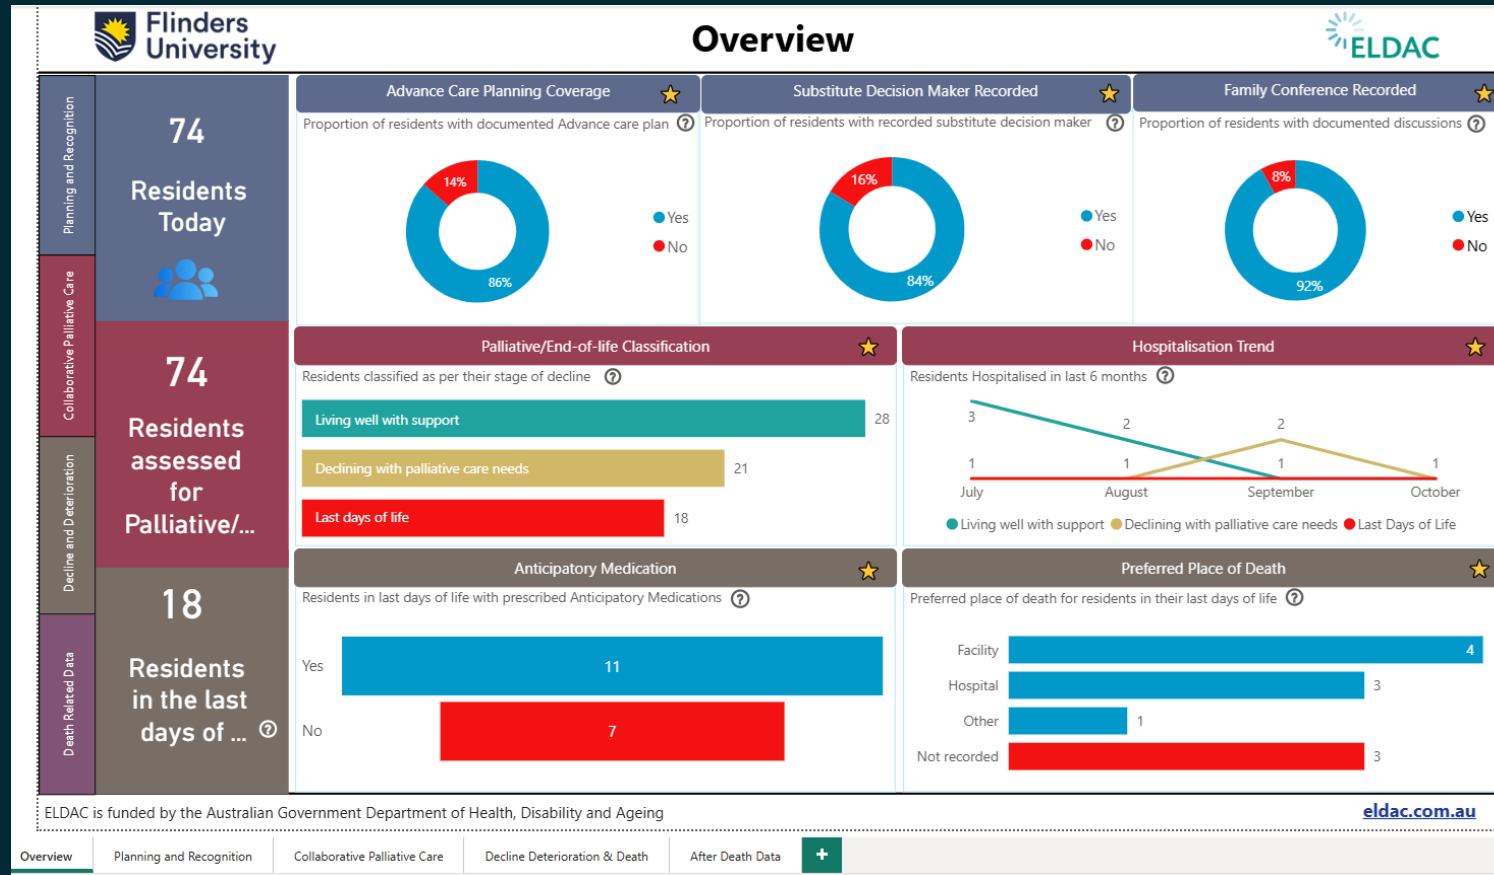 Flinders
University
Overview
ELDAC
Planning and Recognition
Collaborative Palliative Care
Decline and Deterioration
Death Related Data
74
Residents
Today
74
Residents
assessed
for
Palliative/...
18
Residents
in the last
days of ... ?
Advance Care Planning Coverage
Proportion of residents with documented Advance care plan ?
14%
86%
Yes
No
Substitute Decision Maker Recorded
Proportion of residents with recorded substitute decision maker ?
16%
84%
Yes
No
Family Conference Recorded
Proportion of residents with documented discussions ?
8%
92%
Yes
No
Palliative/End-of-life Classification
Residents classified as per their stage of decline ?
Living well with support 28
Declining with palliative care needs 21
Last days of life 18
Hospitalisation Trend
Residents Hospitalised in last 6 months ?
3 2 2
1 1 1 1
July August September October
Living well with support Declining with palliative care needs Last Days of Life
Anticipatory Medication
Residents in last days of life with prescribed Anticipatory Medications ?
Yes 11
No 7
Preferred Place of Death
Preferred place of death for residents in their last days of life ?
Facility 4
Hospital 3
Other 1
Not recorded 3
ELDAC is funded by the Australian Government Department of Health, Disability and Ageing
eldac.com.au
Overview Planning and Recognition Collaborative Palliative Care Decline Deterioration & Death After Death Data +